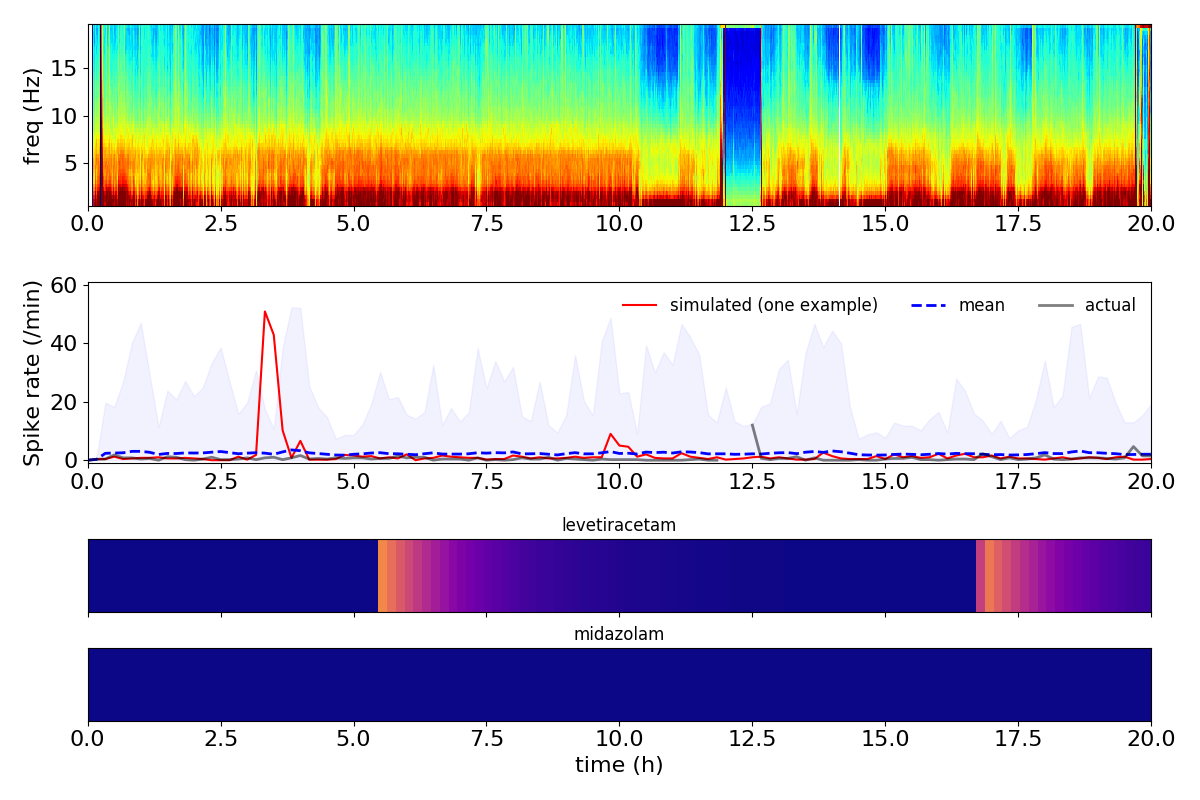 freq (Hz)
15
10
5
0.0 2.5 5.0 7.5 10.0 12.5 15.0 17.5 20.0
Spike rate (/min)
60
40
20
0
simulated (one example) mean actual
0.0 2.5 5.0 7.5 10.0 12.5 15.0 17.5 20.0
levetiracetam
midazolam
0.0 2.5 5.0 7.5 10.0 12.5 15.0 17.5 20.0
time (h)